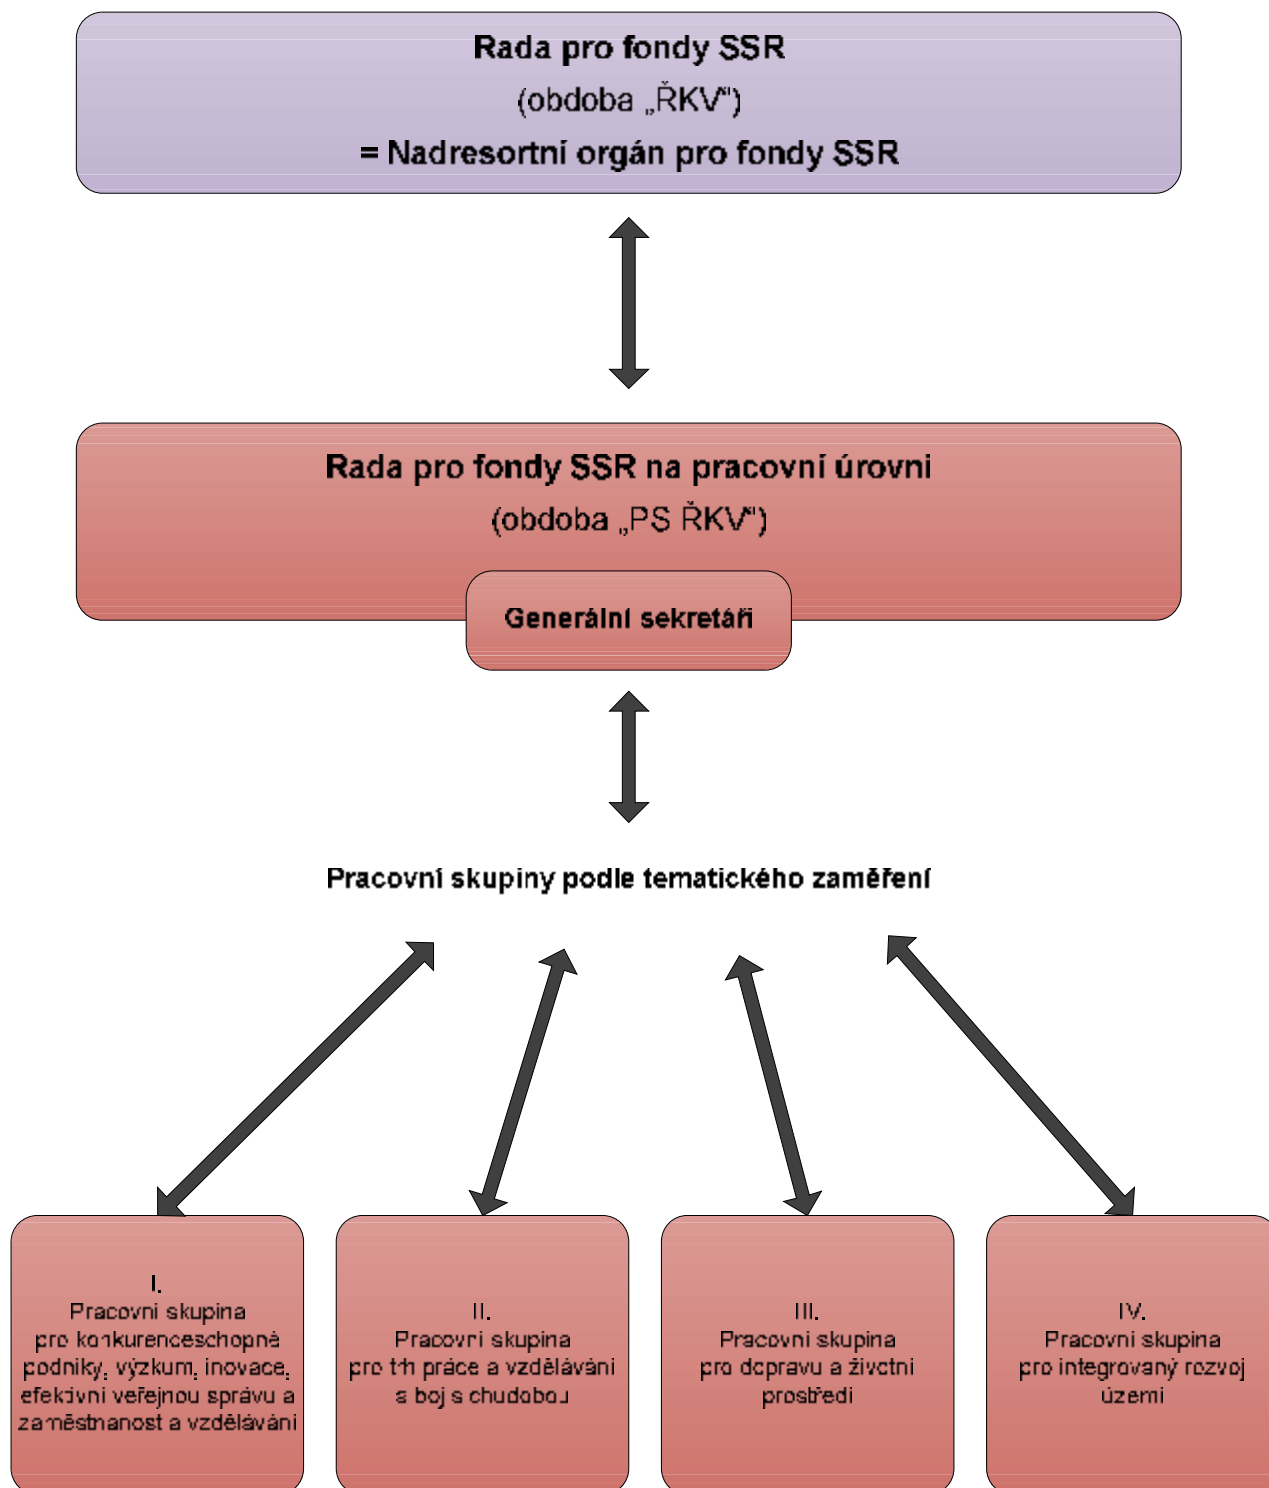 Rada pro fondy SSR
(obdoba „ŘKV“)
= Nadresortní orgán pro fondy SSR
Rada pro fondy SSR na pracovní úrovni
(obdoba „PS ŘKV“)
Generální sekretáři
Pracovní skupiny podle tematického zaměření
I.
Pracovní skupina
pro konkurenceschopné
podniky, výzkum, inovace,
efektivní veřejnou správu a
zaměstnanost a vzdělávání
II.
Pracovní skupina
pro trh práce a vzdělávání
a boj s chudobou
III.
Pracovní skupina
pro dopravu a životní
prostředí
IV.
Pracovní skupina
pro integrovaný rozvoj
území